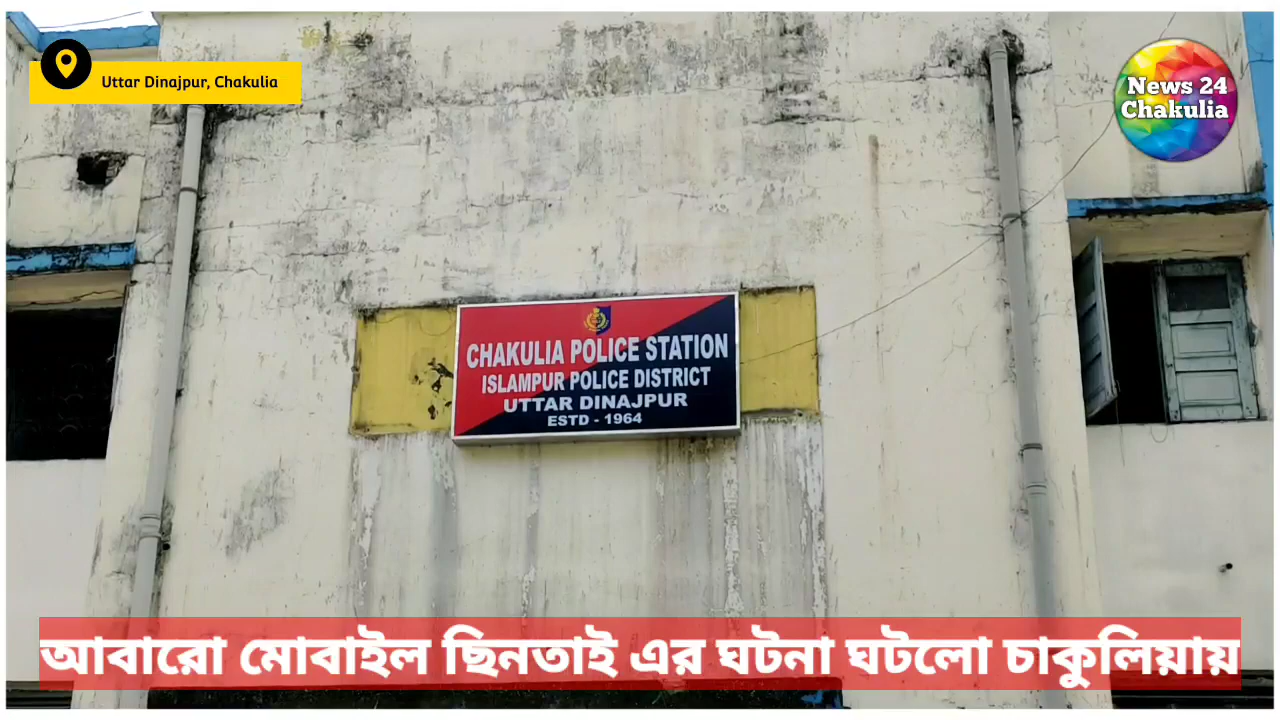 Uttar Dinajpur, Chakulia
News 24
Chakulia
CHAKULIA POLICE STATION
ISLAMPUR POLICE DISTRICT
UTTAR DINAJPUR
ESTD - 1964
আবারো মোবাইল ছিনতাই এর ঘটনা ঘটলো চাকুলিয়ায়